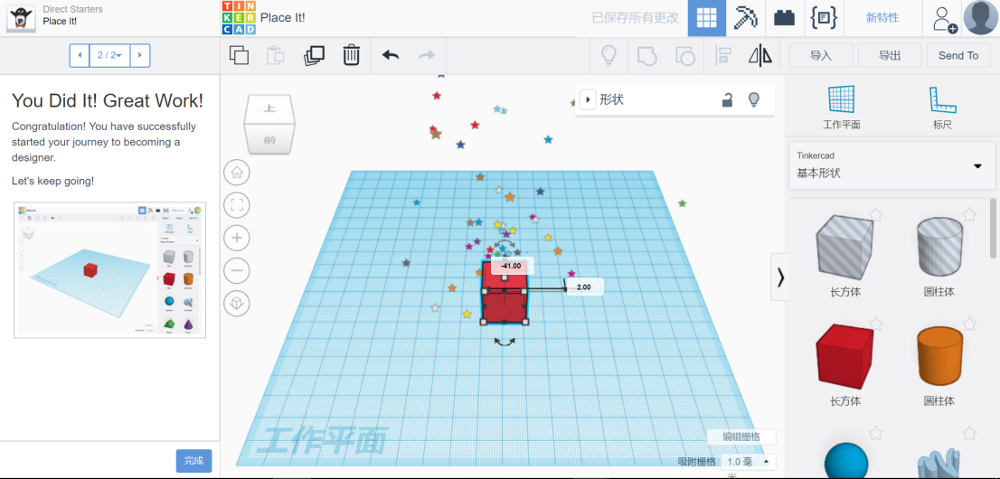 Direct Starters
Place It!
TIN
KER
CAD
Place It!
已保存所有更改
新特性
2 / 2
导入
导出
Send To
You Did It! Great Work!
Congratulation! You have successfully
started your journey to becoming a
designer.
Let's keep going!
完成
上
前
形状
-41.00
2.00
工作平面
编辑栅格
吸附栅格
1.0 毫
米
工作平面
标尺
Tinkercad
基本形状
长方体
圆柱体
长方体
圆柱体